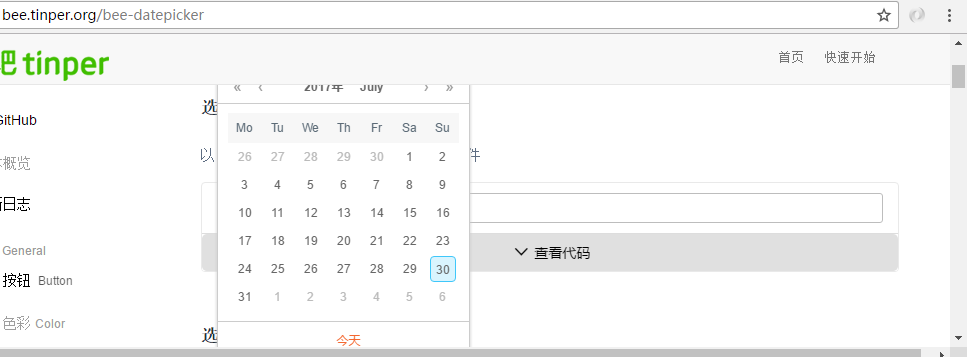 bee.tinper.org/bee-datepicker
吧 tinper
首页 快速开始
GitHub
概览
日志
General
按钮 Button
色彩 Color
« ‹ 2017年 July › »
Mo Tu We Th Fr Sa Su
26 27 28 29 30 1 2
3 4 5 6 7 8 9
10 11 12 13 14 15 16
17 18 19 20 21 22 23
24 25 26 27 28 29 30
31 1 2 3 4 5 6
今天
选
以 件
查看代码
选